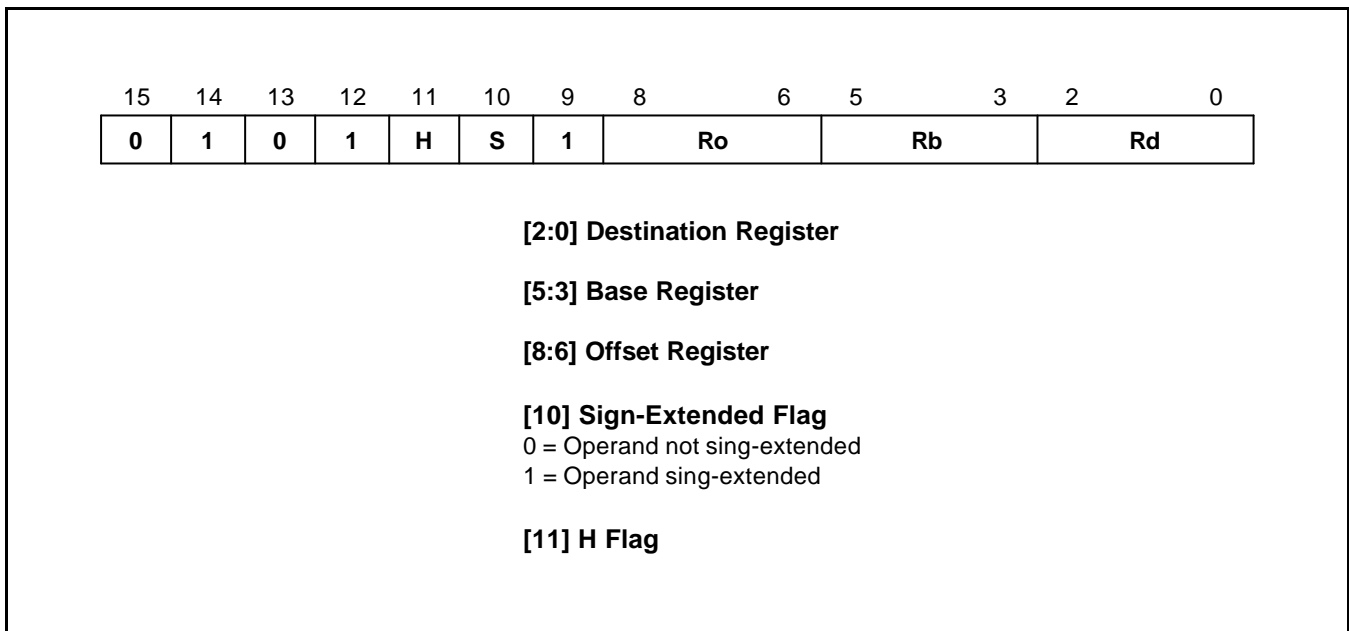 15 14 13 12 11 10 9 8 6 5 3 2 0
0 1 0 1 H S 1 Ro Rb Rd
[2:0] Destination Register
[5:3] Base Register
[8:6] Offset Register
[10] Sign-Extended Flag
0 = Operand not sing-extended
1 = Operand sing-extended
[11] H Flag